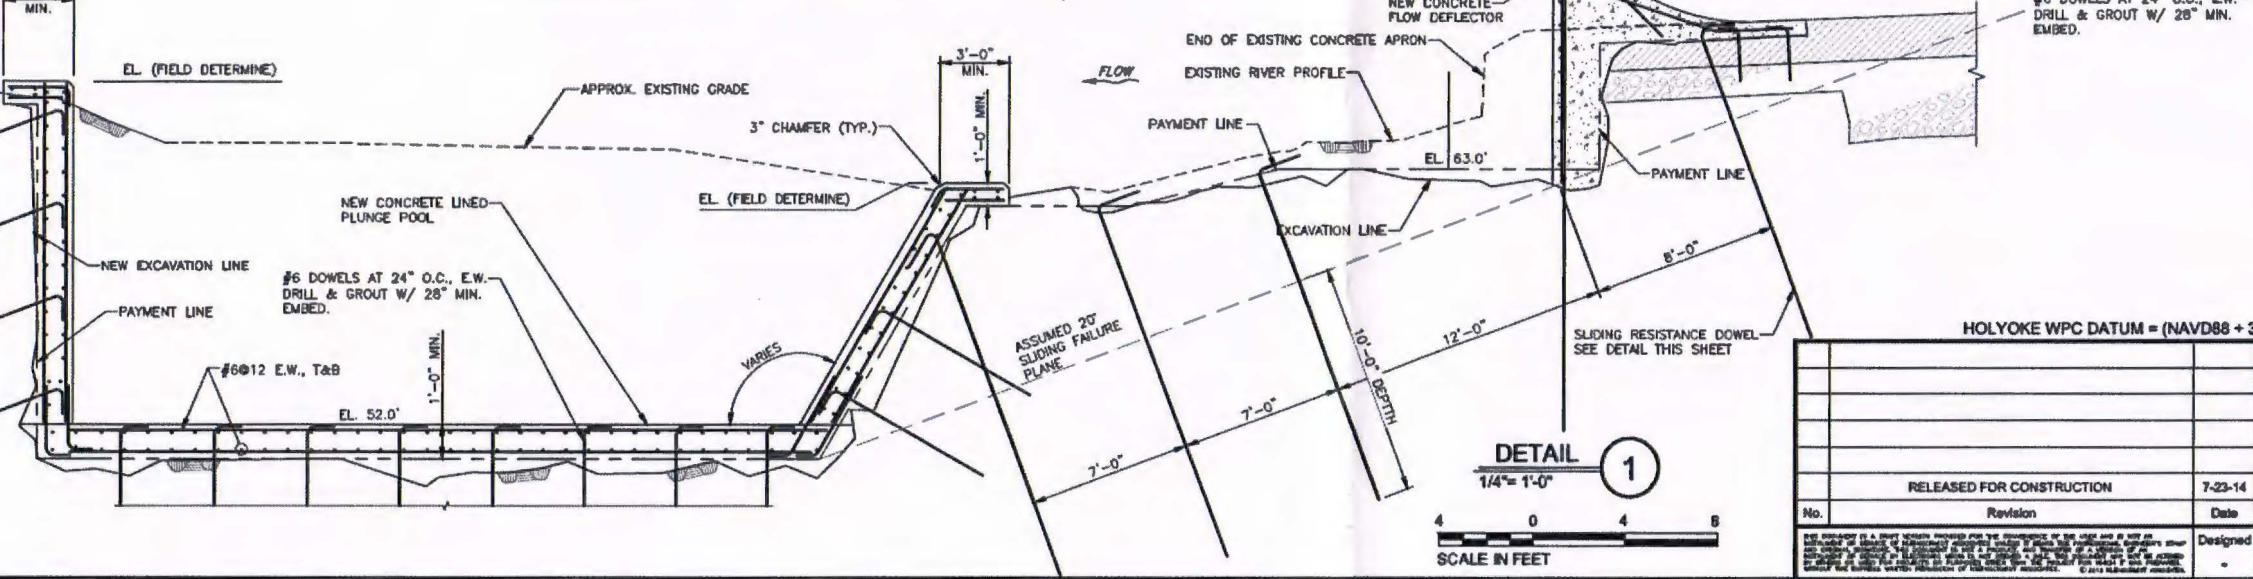 MIN.
EL. (FIELD DETERMINE)
APPROX. EXISTING GRADE
3" CHAMFER (TYP.)
3'-0"
MIN.
1'-0" MIN.
FLOW
NEW CONCRETE
FLOW DEFLECTOR
END OF EXISTING CONCRETE APRON
EXISTING RIVER PROFILE
PAYMENT LINE
EL. 63.0'
PAYMENT LINE
DRILL & GROUT W/ 28" MIN.
EMBED.
EL. (FIELD DETERMINE)
NEW CONCRETE LINED
PLUNGE POOL
EXCAVATION LINE
NEW EXCAVATION LINE
#6 DOWELS AT 24" O.C., E.W.
DRILL & GROUT W/ 28" MIN.
EMBED.
PAYMENT LINE
#6@12 E.W., T&B
1'-0" MIN.
EL. 52.0'
VARIES
ASSUMED 20°
SLIDING FAILURE
PLANE
10'-0" DEPTH
8'-0"
12'-0"
7'-0"
7'-0"
SLIDING RESISTANCE DOWEL
SEE DETAIL THIS SHEET
HOLYOKE WPC DATUM = (NAVD88 + 3
DETAIL 1
1/4"= 1'-0"
4 0 4 8
SCALE IN FEET
RELEASED FOR CONSTRUCTION 7-23-14
No. Revision Date
Designed